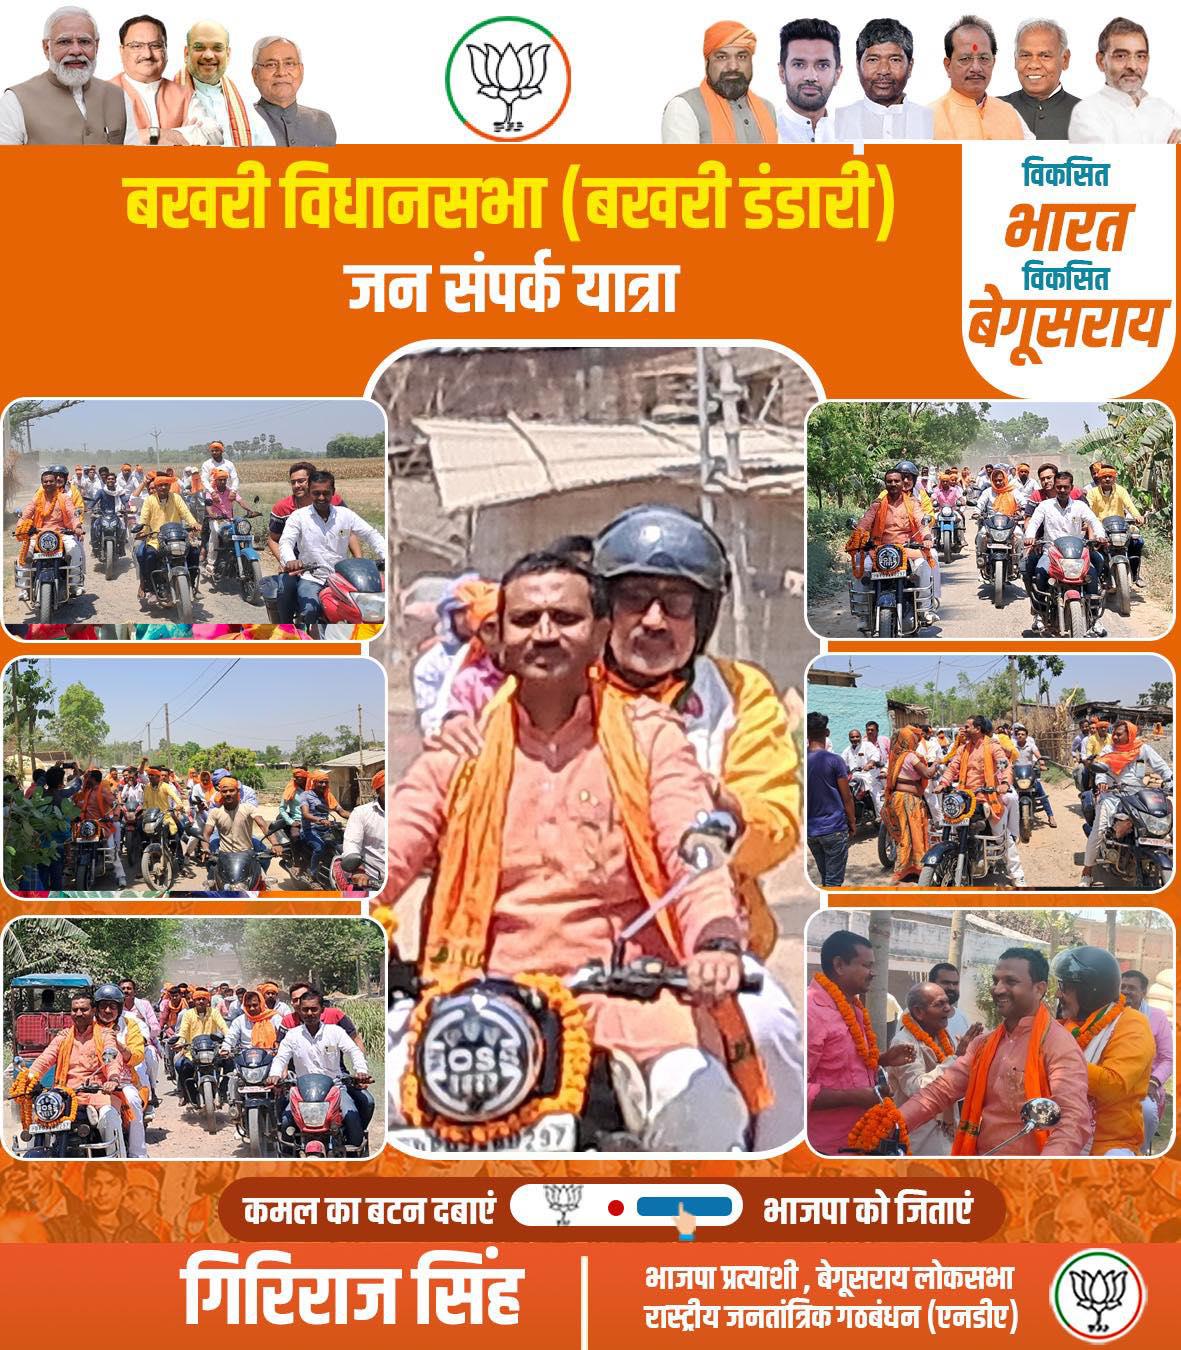 बखरी विधानसभा (बखरी डंडारी)
जन संपर्क यात्रा
विकसित
भारत
विकसित
बेगूसराय
कमल का बटन दबाएं
भाजपा को जिताएं
गिरिराज सिंह
भाजपा प्रत्याशी , बेगूसराय लोकसभा
रास्ट्रीय जनतांत्रिक गठबंधन (एनडीए)